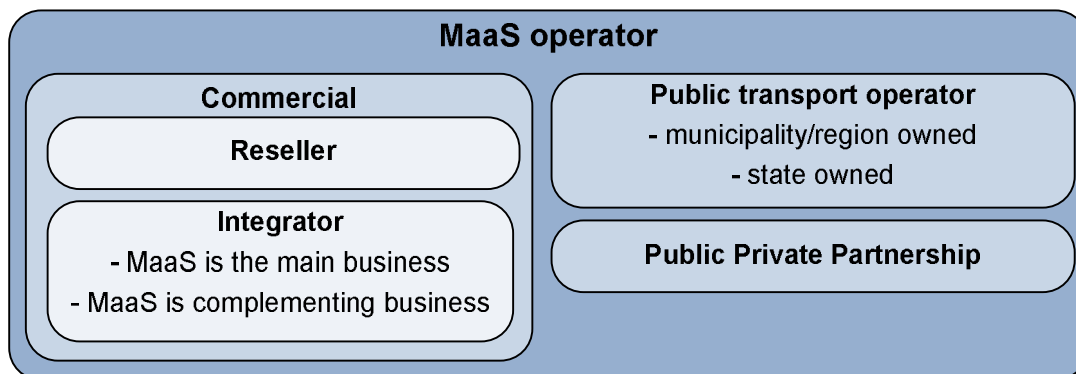 MaaS operator
Commercial
Reseller
Integrator
- MaaS is the main business
- MaaS is complementing business
Public transport operator
- municipality/region owned
- state owned
Public Private Partnership